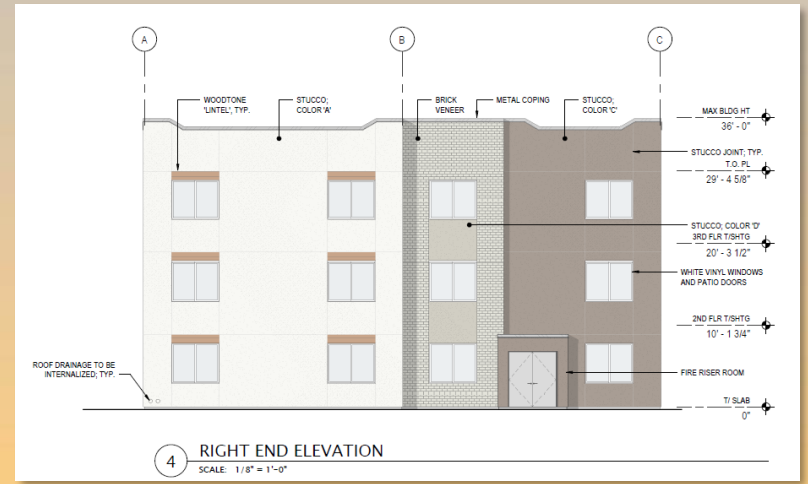 A
B
C
WOODTONE
'LINTEL', TYP.
STUCCO;
COLOR 'A'
BRICK
VENEER
METAL COPING
STUCCO;
COLOR 'C'
MAX BLDG HT
36' - 0"
STUCCO JOINT; TYP.
T.O. PL
29' - 4 5/8"
STUCCO; COLOR 'D'
3RD FLR T/SHTG
20' - 3 1/2"
WHITE VINYL WINDOWS
AND PATIO DOORS
2ND FLR T/SHTG
10' - 1 3/4"
ROOF DRAINAGE TO BE
INTERNALIZED; TYP.
FIRE RISER ROOM
T/ SLAB
0"
4
RIGHT END ELEVATION
SCALE: 1/8" = 1'-0"